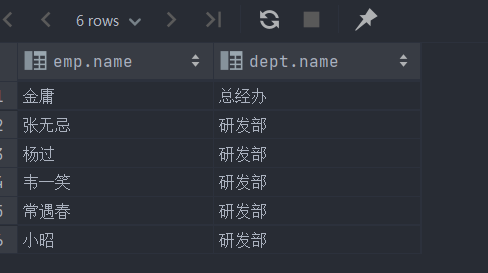 6 rows
emp.name dept.name
金庸 总经办
2 张无忌 研发部
3 杨过 研发部
4 韦一笑 研发部
5 常遇春 研发部
6 小昭 研发部